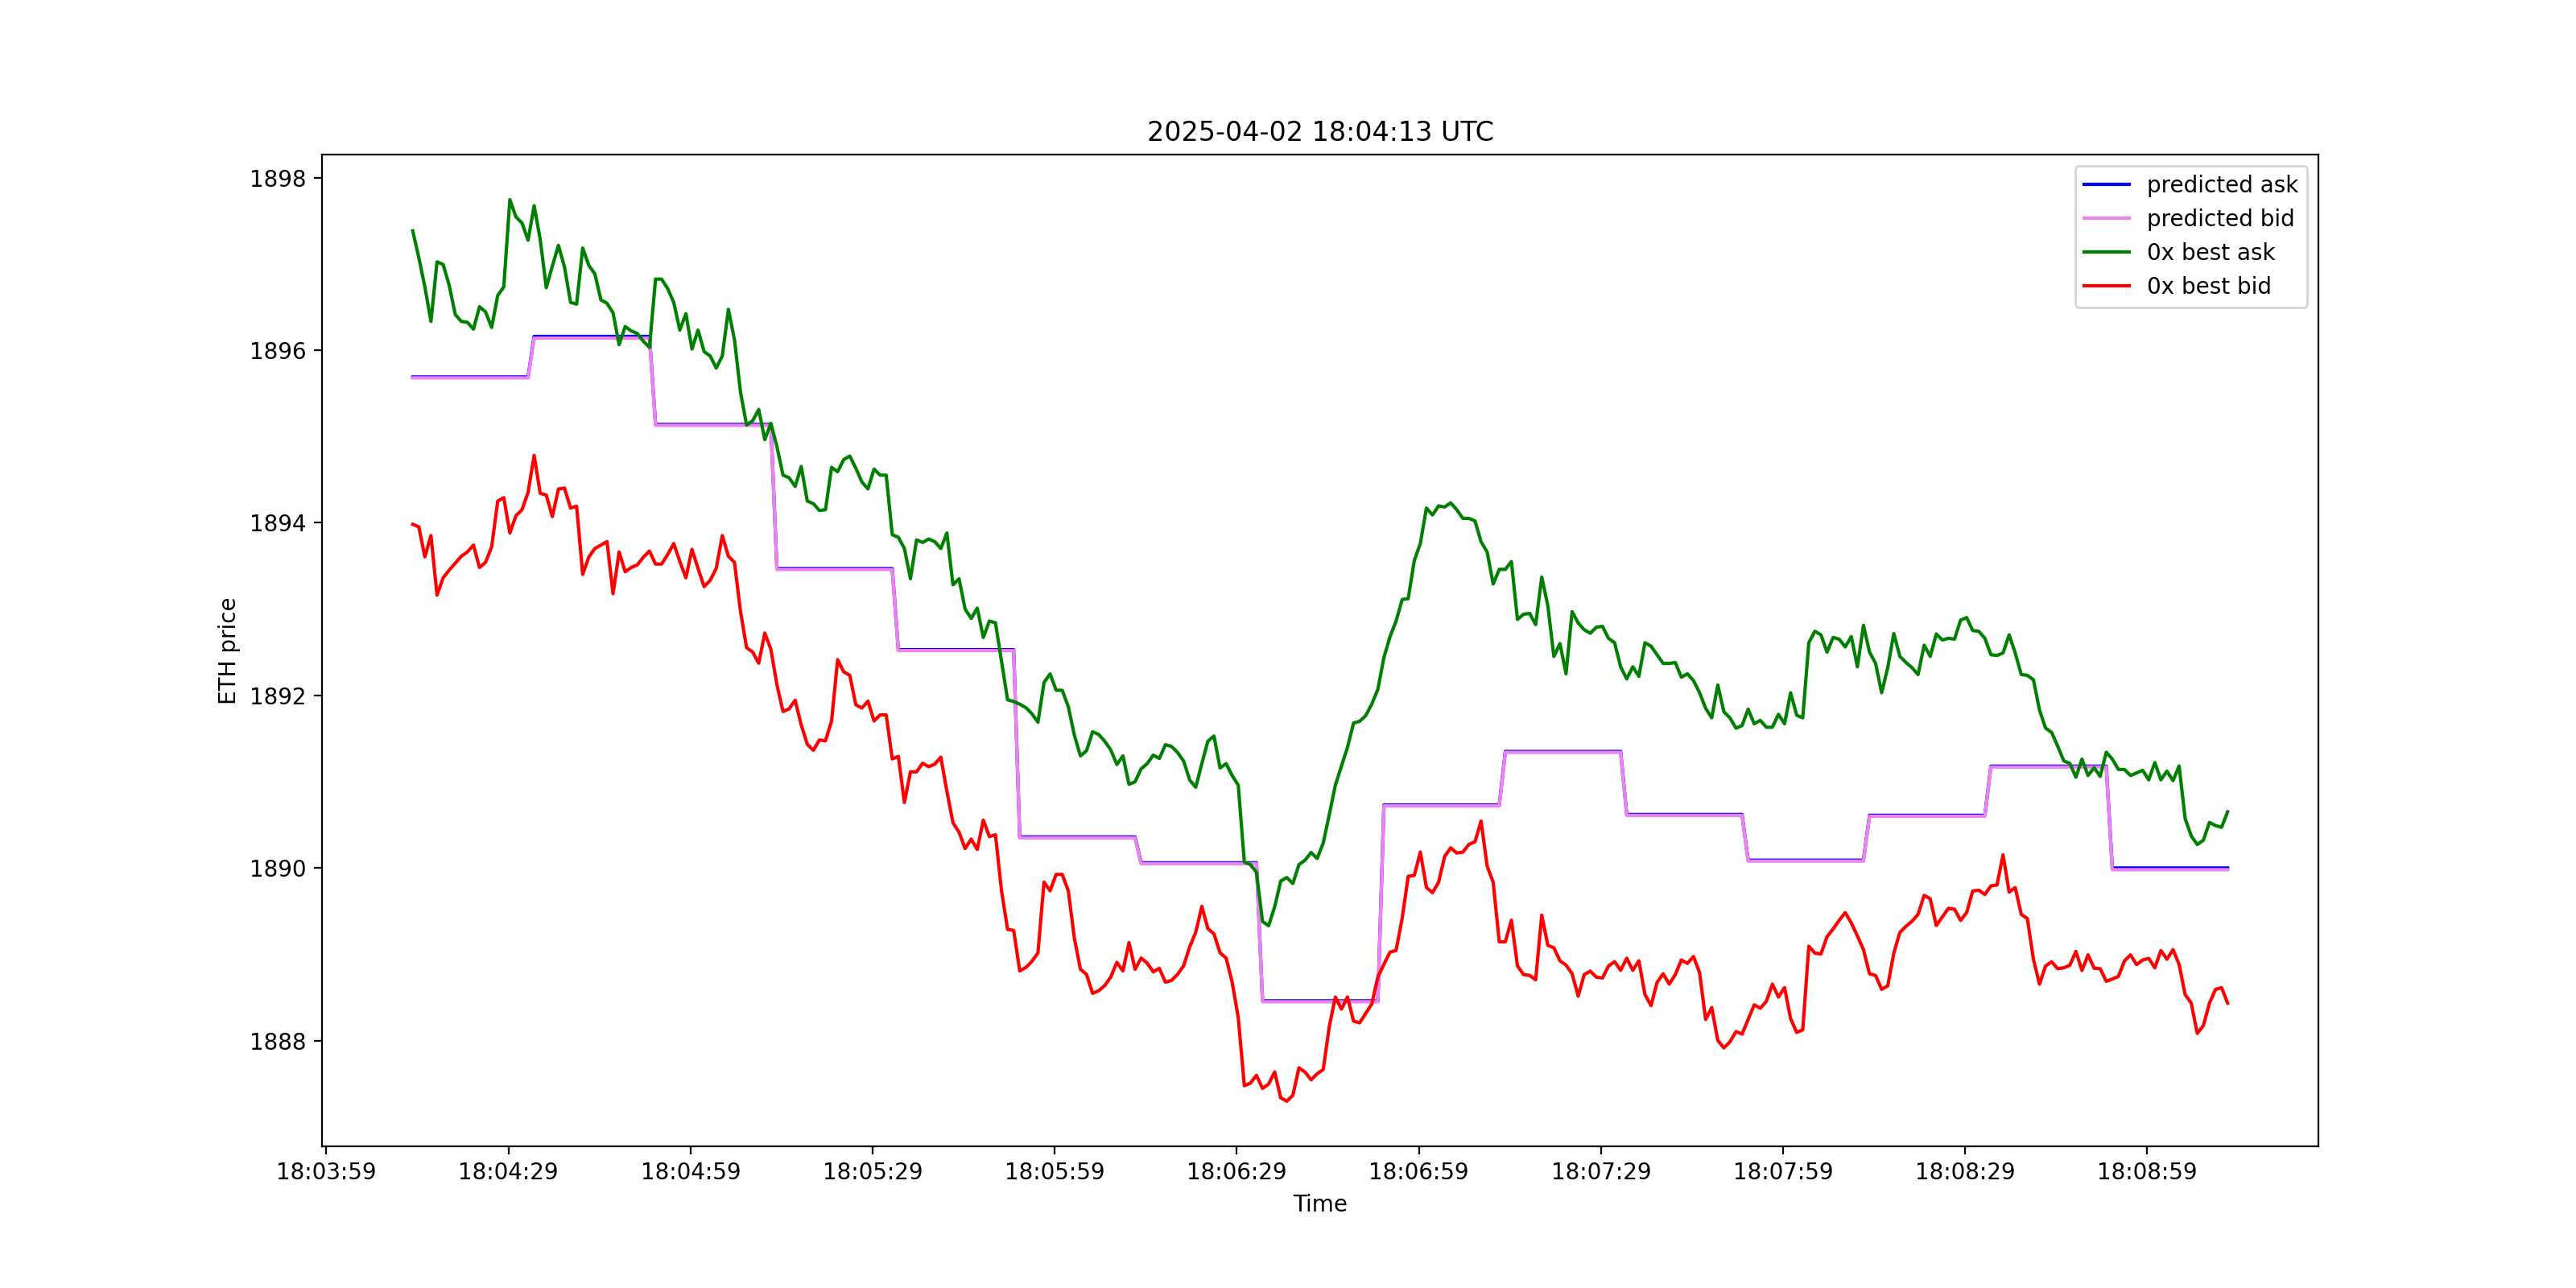 2025-04-02 18:04:13 UTC
predicted ask
predicted bid
0x best ask
0x best bid
1898
1896
1894
1892
1890
1888
ETH price
18:03:59 18:04:29 18:04:59 18:05:29 18:05:59 18:06:29 18:06:59 18:07:29 18:07:59 18:08:29 18:08:59
Time